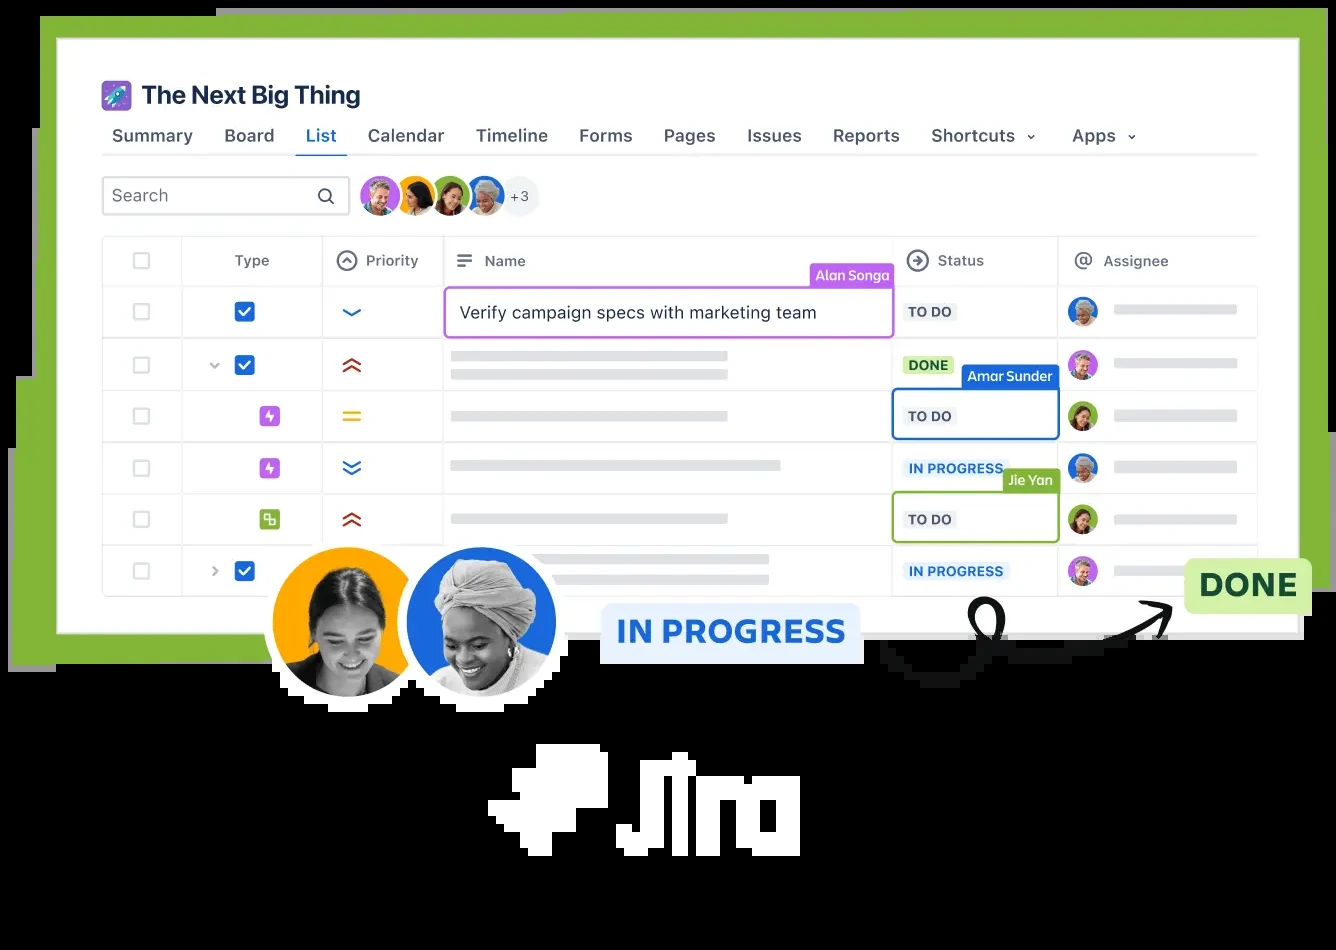 The Next Big Thing
Summary Board List Calendar Timeline Forms Pages Issues Reports Shortcuts Apps
Search +3
Type Priority Name Status @ Assignee
Alan Songa
Verify campaign specs with marketing team TO DO
DONE
Amar Sunder
TO DO
IN PROGRESS
Jie Yan
TO DO
IN PROGRESS
DONE
IN PROGRESS
Jira